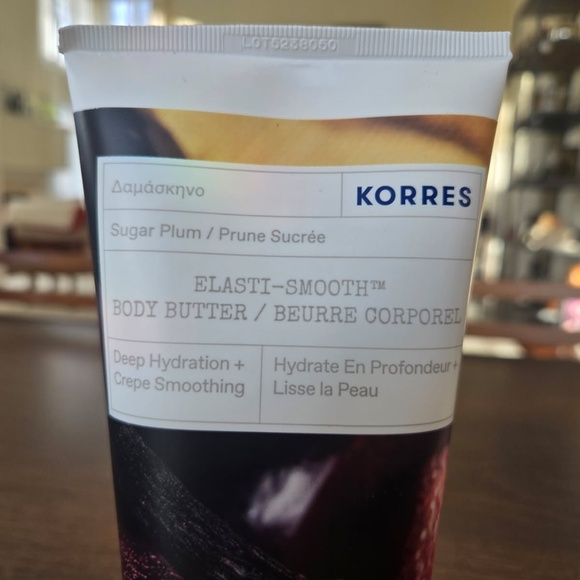 LOT5238050
Δαμάσκηνο
KORRES
Sugar Plum / Prune Sucrée
ELASTI-SMOOTH™
BODY BUTTER / BEURRE CORPOREL
Deep Hydration +
Crepe Smoothing
Hydrate En Profondeur +
Lisse la Peau